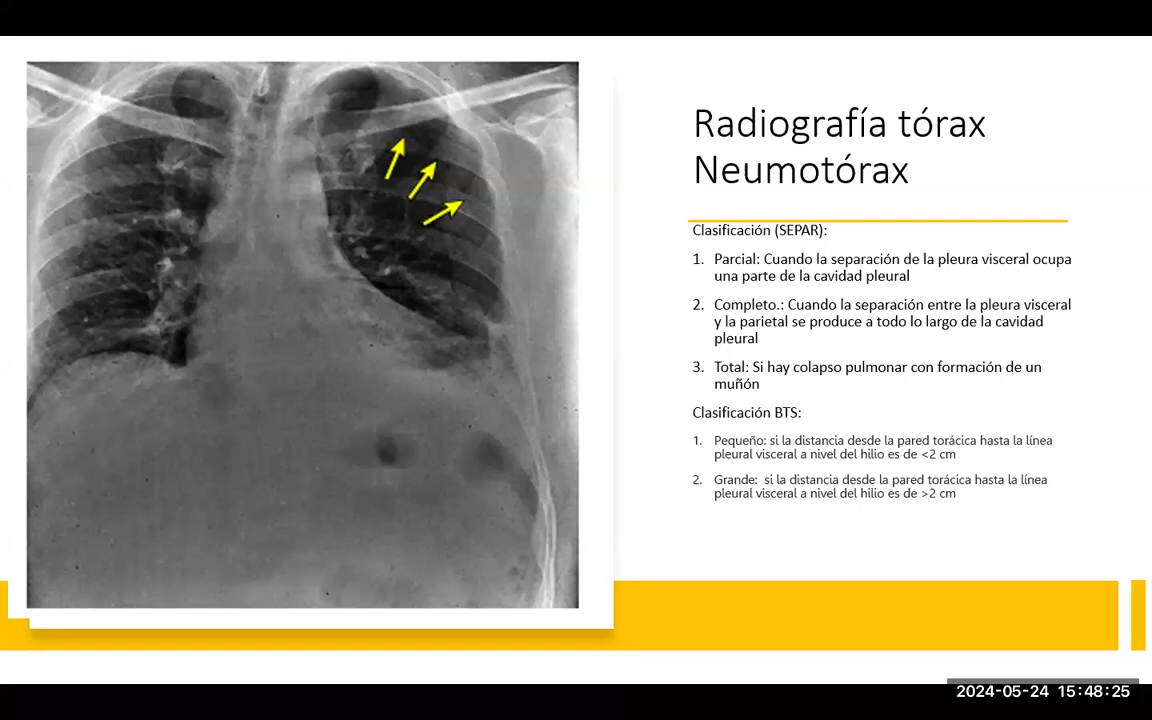 Radiografía tórax
Neumotórax
Clasificación (SEPAR):
1. Parcial: Cuando la separación de la pleura visceral ocupa
una parte de la cavidad pleural
2. Completo.: Cuando la separación entre la pleura visceral
y la parietal se produce a todo lo largo de la cavidad
pleural
3. Total: Si hay colapso pulmonar con formación de un
muñón
Clasificación BTS:
1. Pequeño: si la distancia desde la pared torácica hasta la línea
pleural visceral a nivel del hilio es de <2 cm
2. Grande: si la distancia desde la pared torácica hasta la línea
pleural visceral a nivel del hilio es de >2 cm
2024-05-24 15:48:25